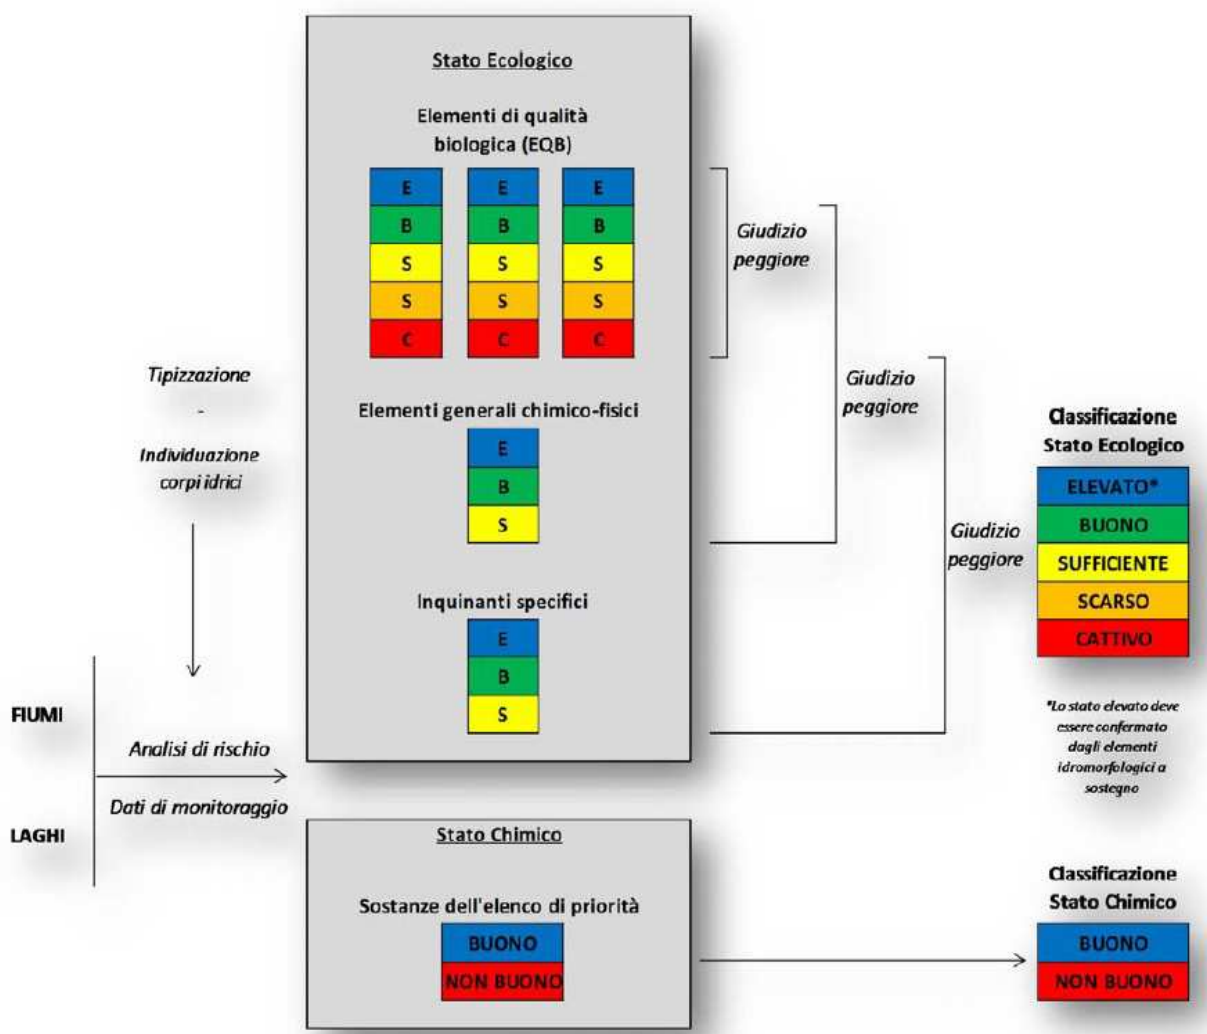 Stato Ecologico
Elementi di qualità
biologica (EQB)
E E E
B B B
S S S
S S S
C C C
Giudizio
peggiore
Tipizzazione
-
Individuazione
corpi idrici
Elementi generali chimico-fisici
E
B
S
Giudizio
peggiore
Inquinanti specifici
E
B
S
Giudizio
peggiore
Classificazione
Stato Ecologico
ELEVATO*
BUONO
SUFFICIENTE
SCARSO
CATTIVO
*Lo stato elevato deve
essere confermato
dagli elementi
idromorfologici a
sostegno
FIUMI
Analisi di rischio
Dati di monitoraggio
LAGHI
Stato Chimico
Sostanze dell'elenco di priorità
BUONO
NON BUONO
Classificazione
Stato Chimico
BUONO
NON BUONO